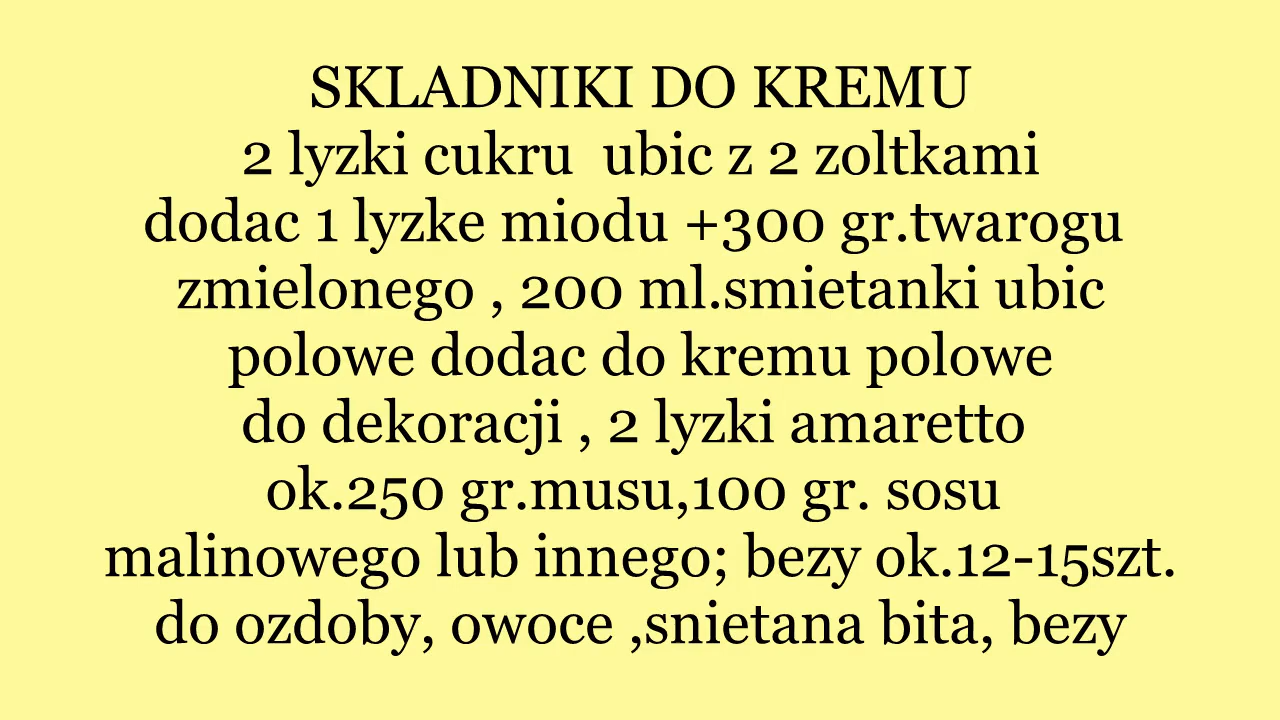 SKLADNIKI DO KREMU
2 lyzki cukru  ubic z 2 zoltkami
dodac 1 lyzke miodu +300 gr.twarogu
zmielonego , 200 ml.smietanki ubic
polowe dodac do kremu polowe
do dekoracji , 2 lyzki amaretto
ok.250 gr.musu,100 gr. sosu
malinowego lub innego; bezy ok.12-15szt.
do ozdoby, owoce ,snietana bita, bezy